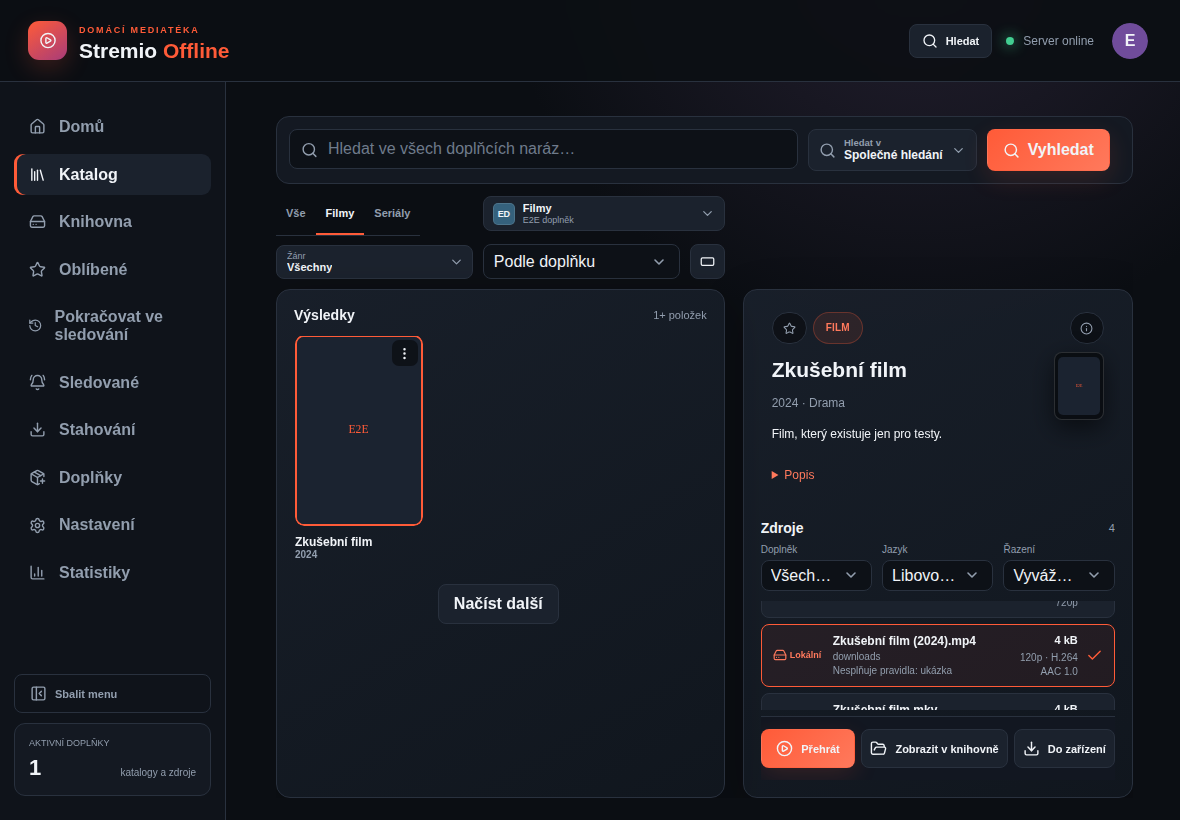 DOMÁCÍ MEDIATÉKA
Stremio Offline
Hledat
Server online
E
Domů
Katalog
Knihovna
Oblíbené
Pokračovat ve
sledování
Sledované
Stahování
Doplňky
Nastavení
Statistiky
Sbalit menu
AKTIVNÍ DOPLŇKY
1
katalogy a zdroje
Hledat ve všech doplňcích naráz…
Hledat v
Společné hledání
Vyhledat
Vše
Filmy
Seriály
ED
Filmy
E2E doplněk
Žánr
Všechny
Podle doplňku
Výsledky
1+ položek
E2E
Zkušební film
2024
Načíst další
FILM
Zkušební film
2024 · Drama
Film, který existuje jen pro testy.
E2E
Popis
Zdroje
4
Doplněk
Jazyk
Řazení
Všech…
Libovo…
Vyváž…
720p
Lokální
Zkušební film (2024).mp4
downloads
Nesplňuje pravidla: ukázka
4 kB
120p · H.264
AAC 1.0
Zkušební film.mkv
4 kB
Přehrát
Zobrazit v knihovně
Do zařízení